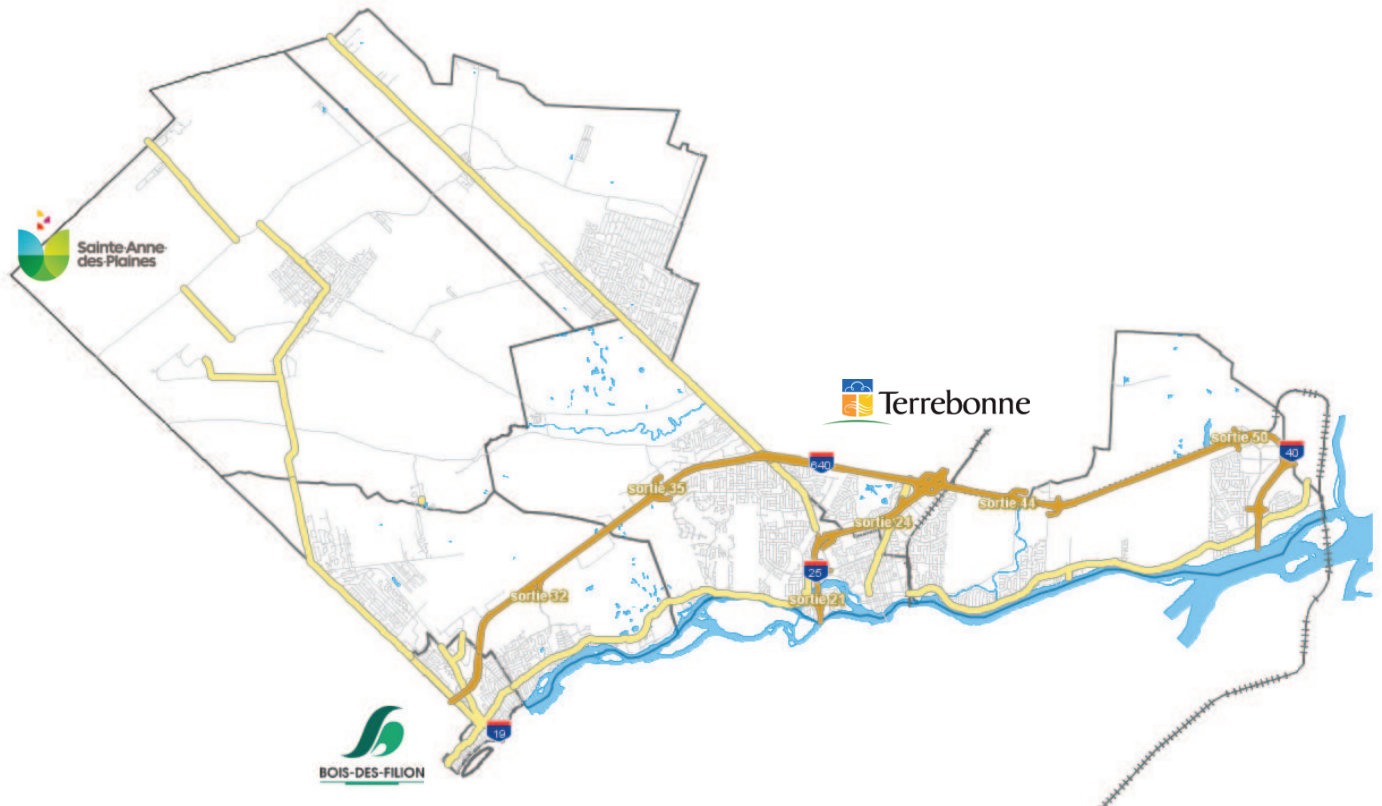 Sainte-Anne-
des-Plaines
Terrebonne
sortie 50
40
640
sortie 35
sortie 44
sortie 24
25
sortie 32
sortie 21
19
BOIS-DES-FILION